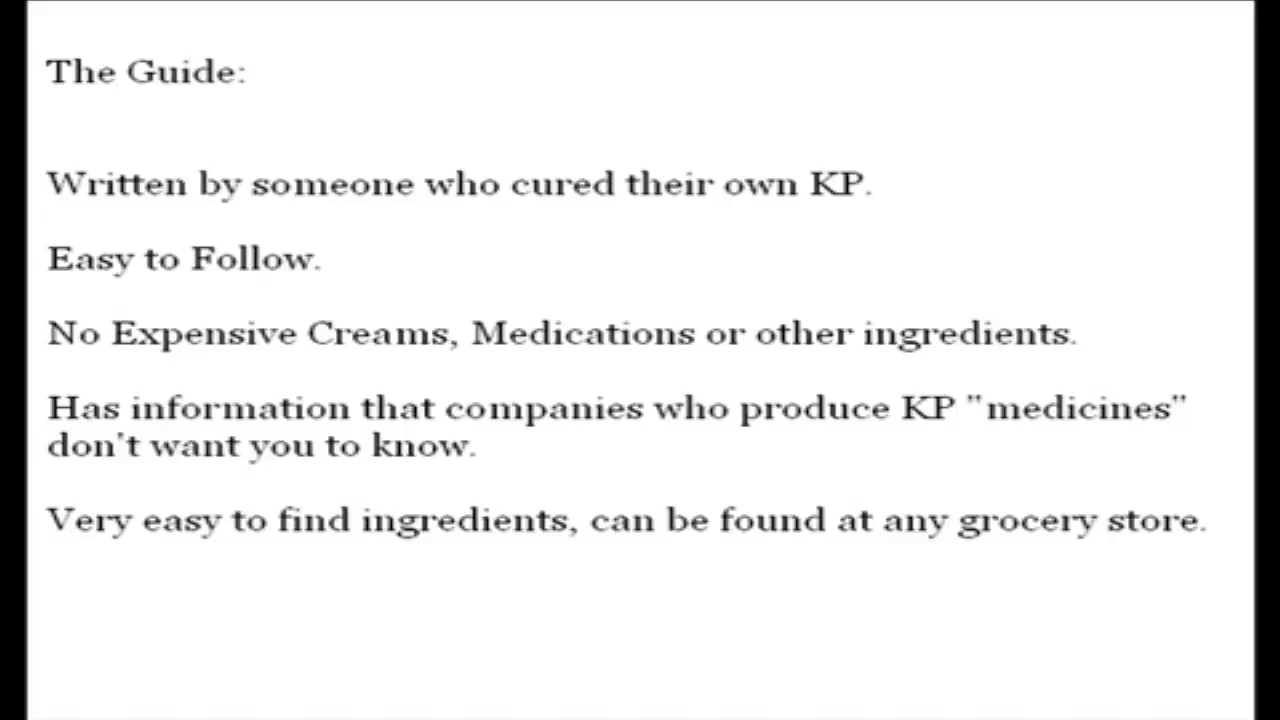 The Guide:
Written by someone who cured their own KP.
Easy to Follow.
No Expensive Creams, Medications or other ingredients.
Has information that companies who produce KP "medicines"
don't want you to know.
Very easy to find ingredients, can be found at any grocery store.